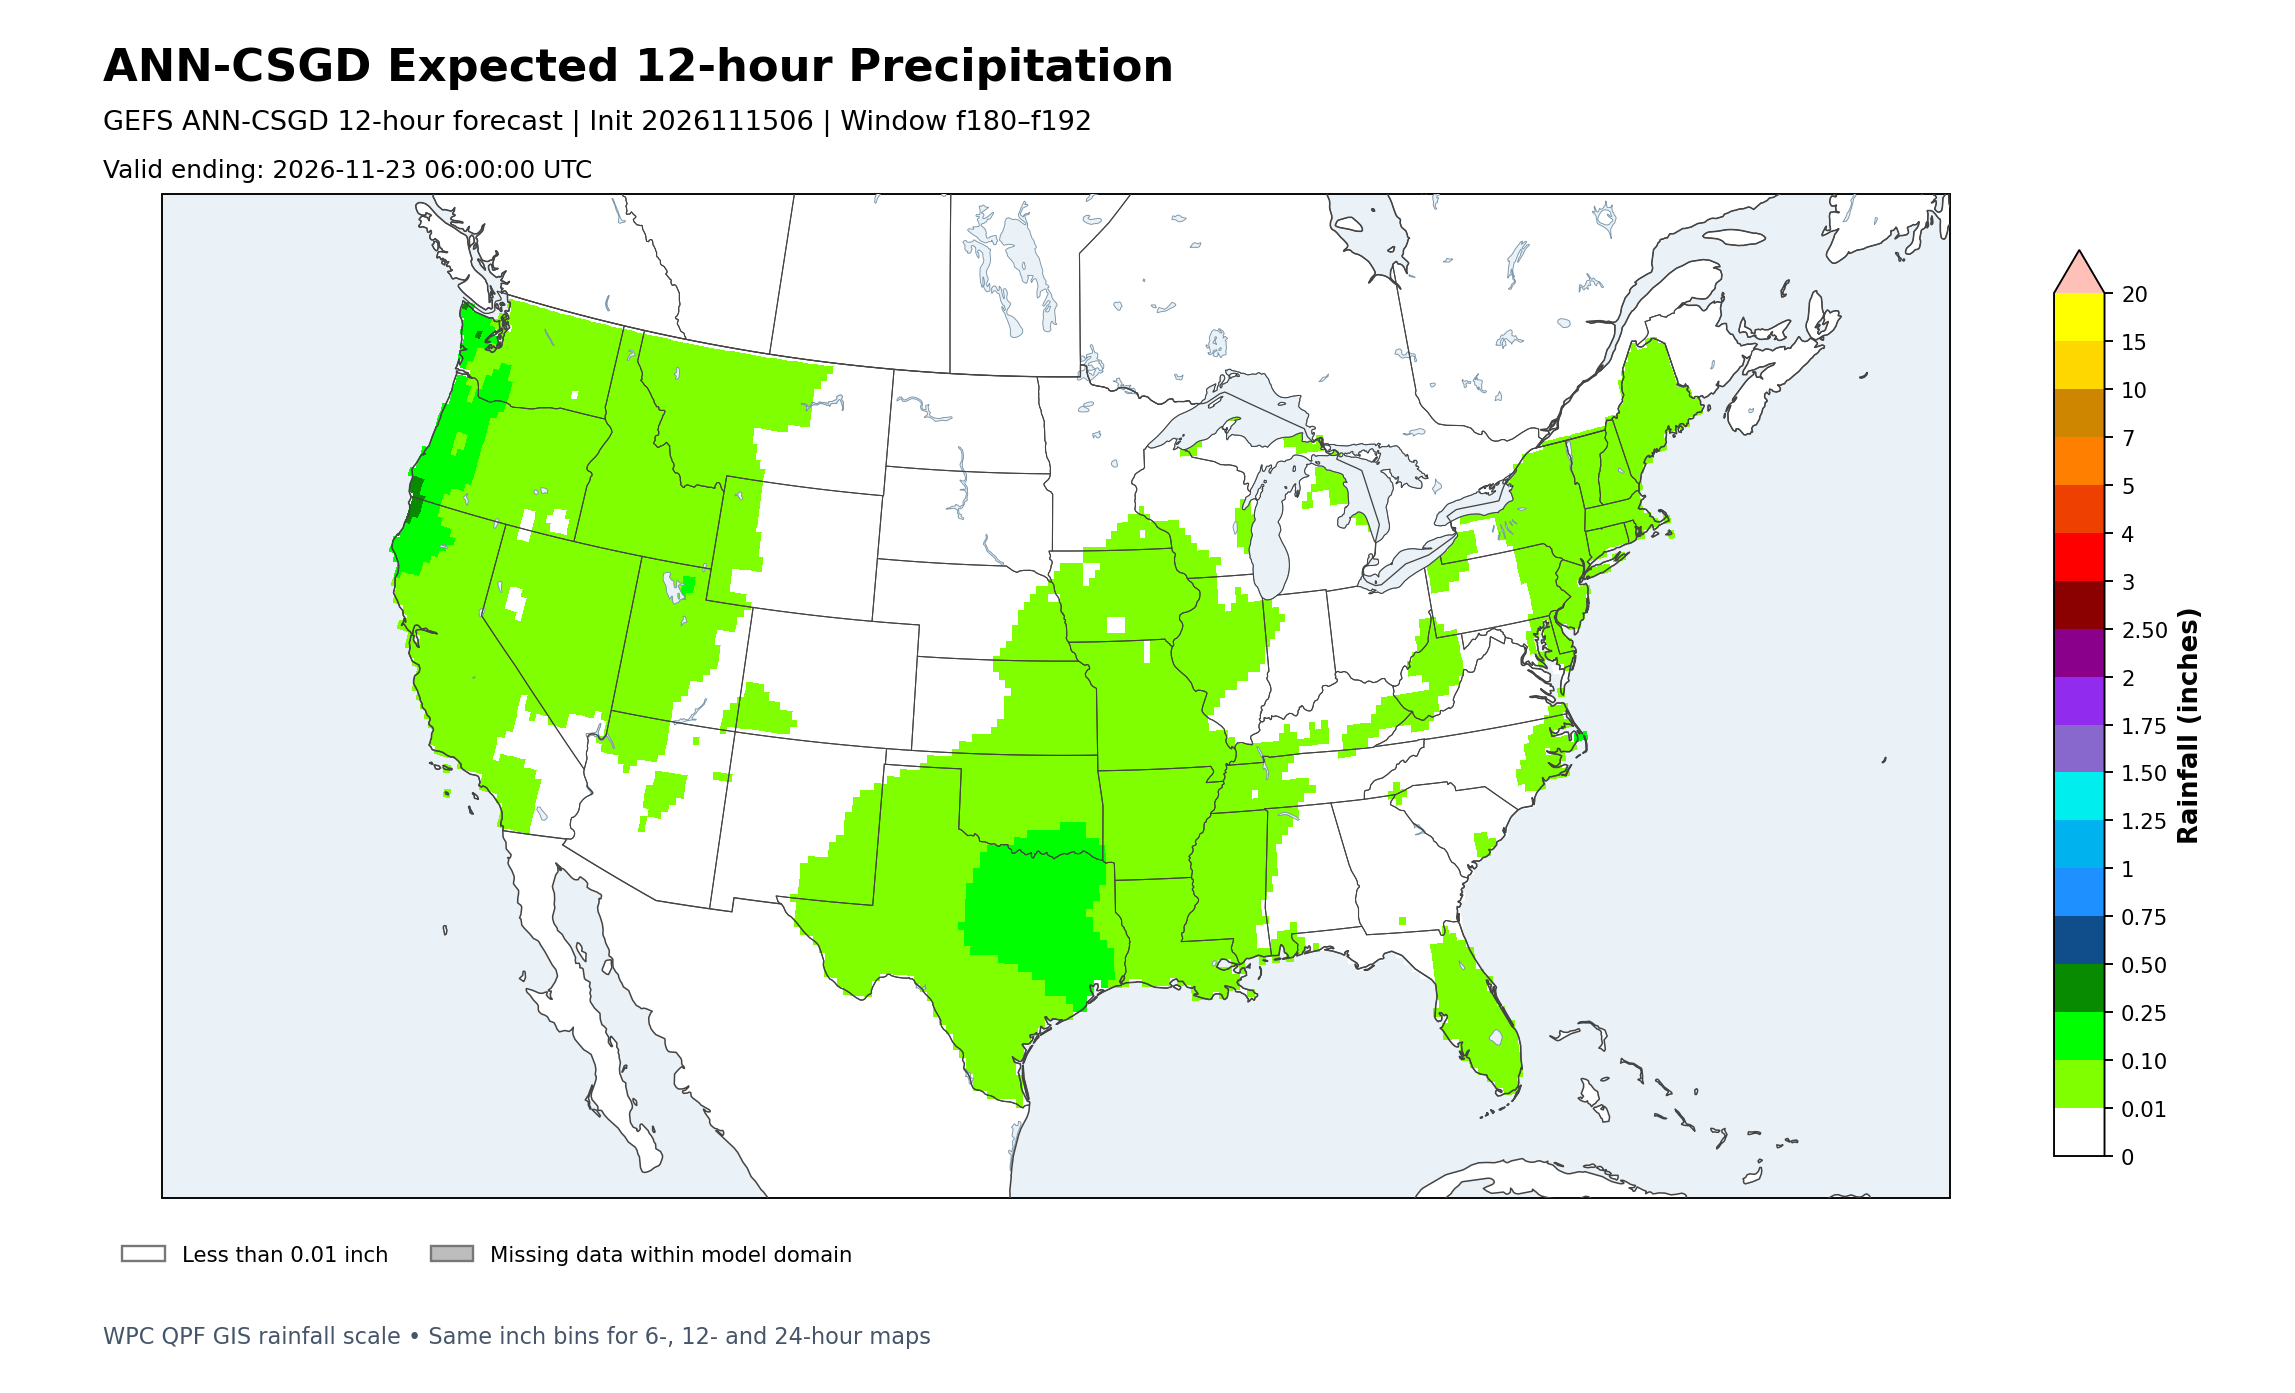 ANN-CSGD Expected 12-hour Precipitation
GEFS ANN-CSGD 12-hour forecast | Init 2026111506 | Window f180–f192
Valid ending: 2026-11-23 06:00:00 UTC
20
15
10
7
5
4
3
2.50
2
1.75
1.50
1.25
1
0.75
0.50
0.25
0.10
0.01
0
Rainfall (inches)
Less than 0.01 inch
Missing data within model domain
WPC QPF GIS rainfall scale • Same inch bins for 6-, 12- and 24-hour maps